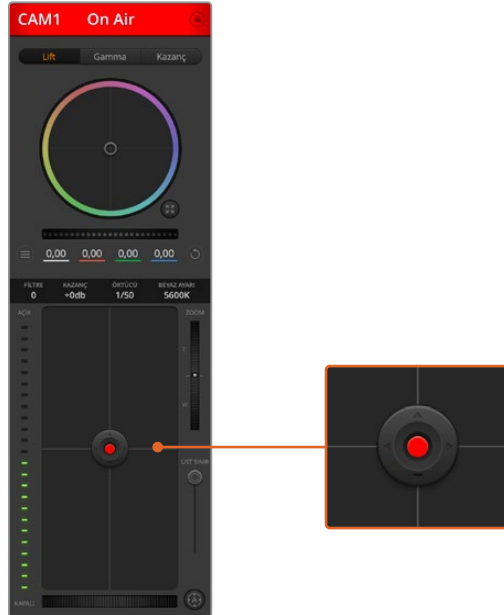 CAM1 On Air
Lift Gamma Kazanç
0,00 0,00 0,00 0,00
FİLTRE KAZANÇ ÖRTÜCÜ BEYAZ AYARI
0 +0db 1/50 5600K
AÇIK ZOOM
T
W
ÜST SINIR
KAPALI A